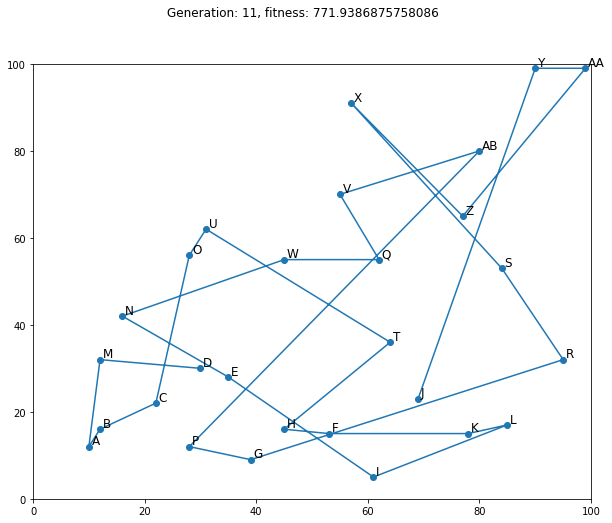 Generation: 11, fitness: 771.9386875758086
100
Y
AA
X
80
AB
V
Z
U
60
O
W
Q
S
N
40
T
M
D
E
R
20
C
J
B
H
F
K
L
A
P
G
I
0
0
20
40
60
80
100